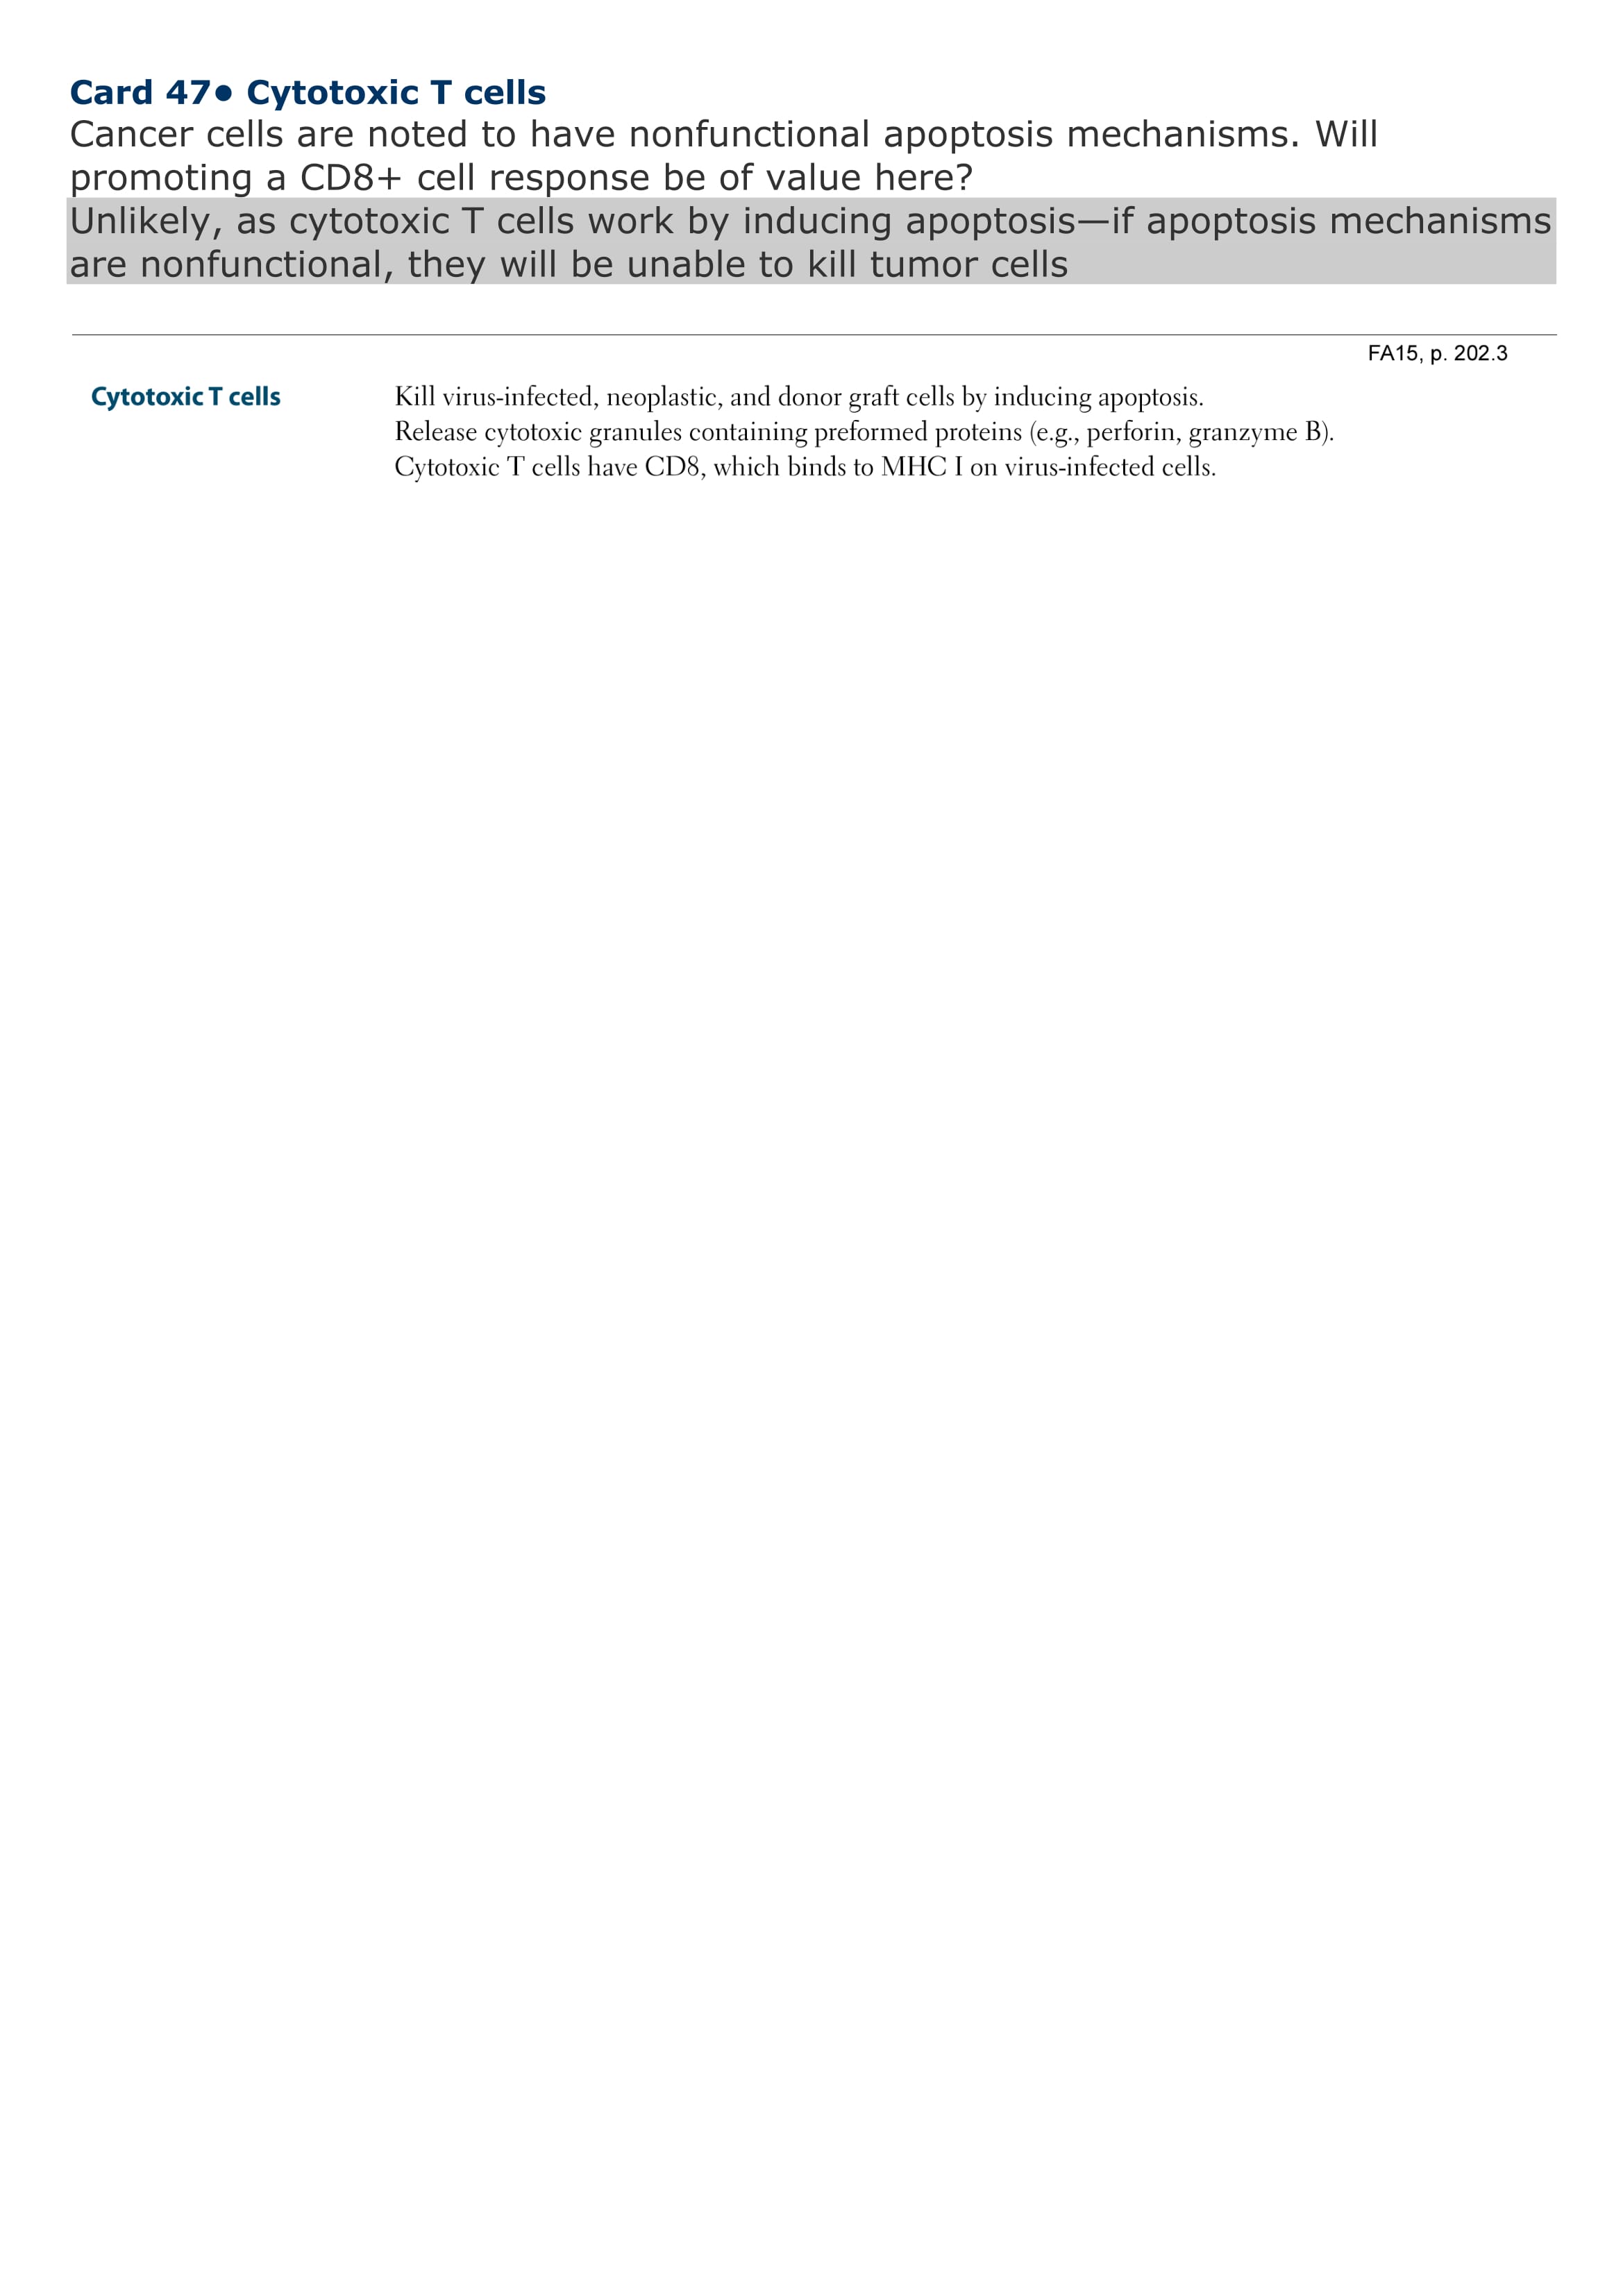 Card 47● Cytotoxic T cells
Cancer cells are noted to have nonfunctional apoptosis mechanisms. Will
promoting a CD8+ cell response be of value here?
Unlikely, as cytotoxic T cells work by inducing apoptosis—if apoptosis mechanisms
are nonfunctional, they will be unable to kill tumor cells
FA15, p. 202.3
Cytotoxic T cells Kill virus-infected, neoplastic, and donor graft cells by inducing apoptosis.
Release cytotoxic granules containing preformed proteins (e.g., perforin, granzyme B).
Cytotoxic T cells have CD8, which binds to MHC I on virus-infected cells.